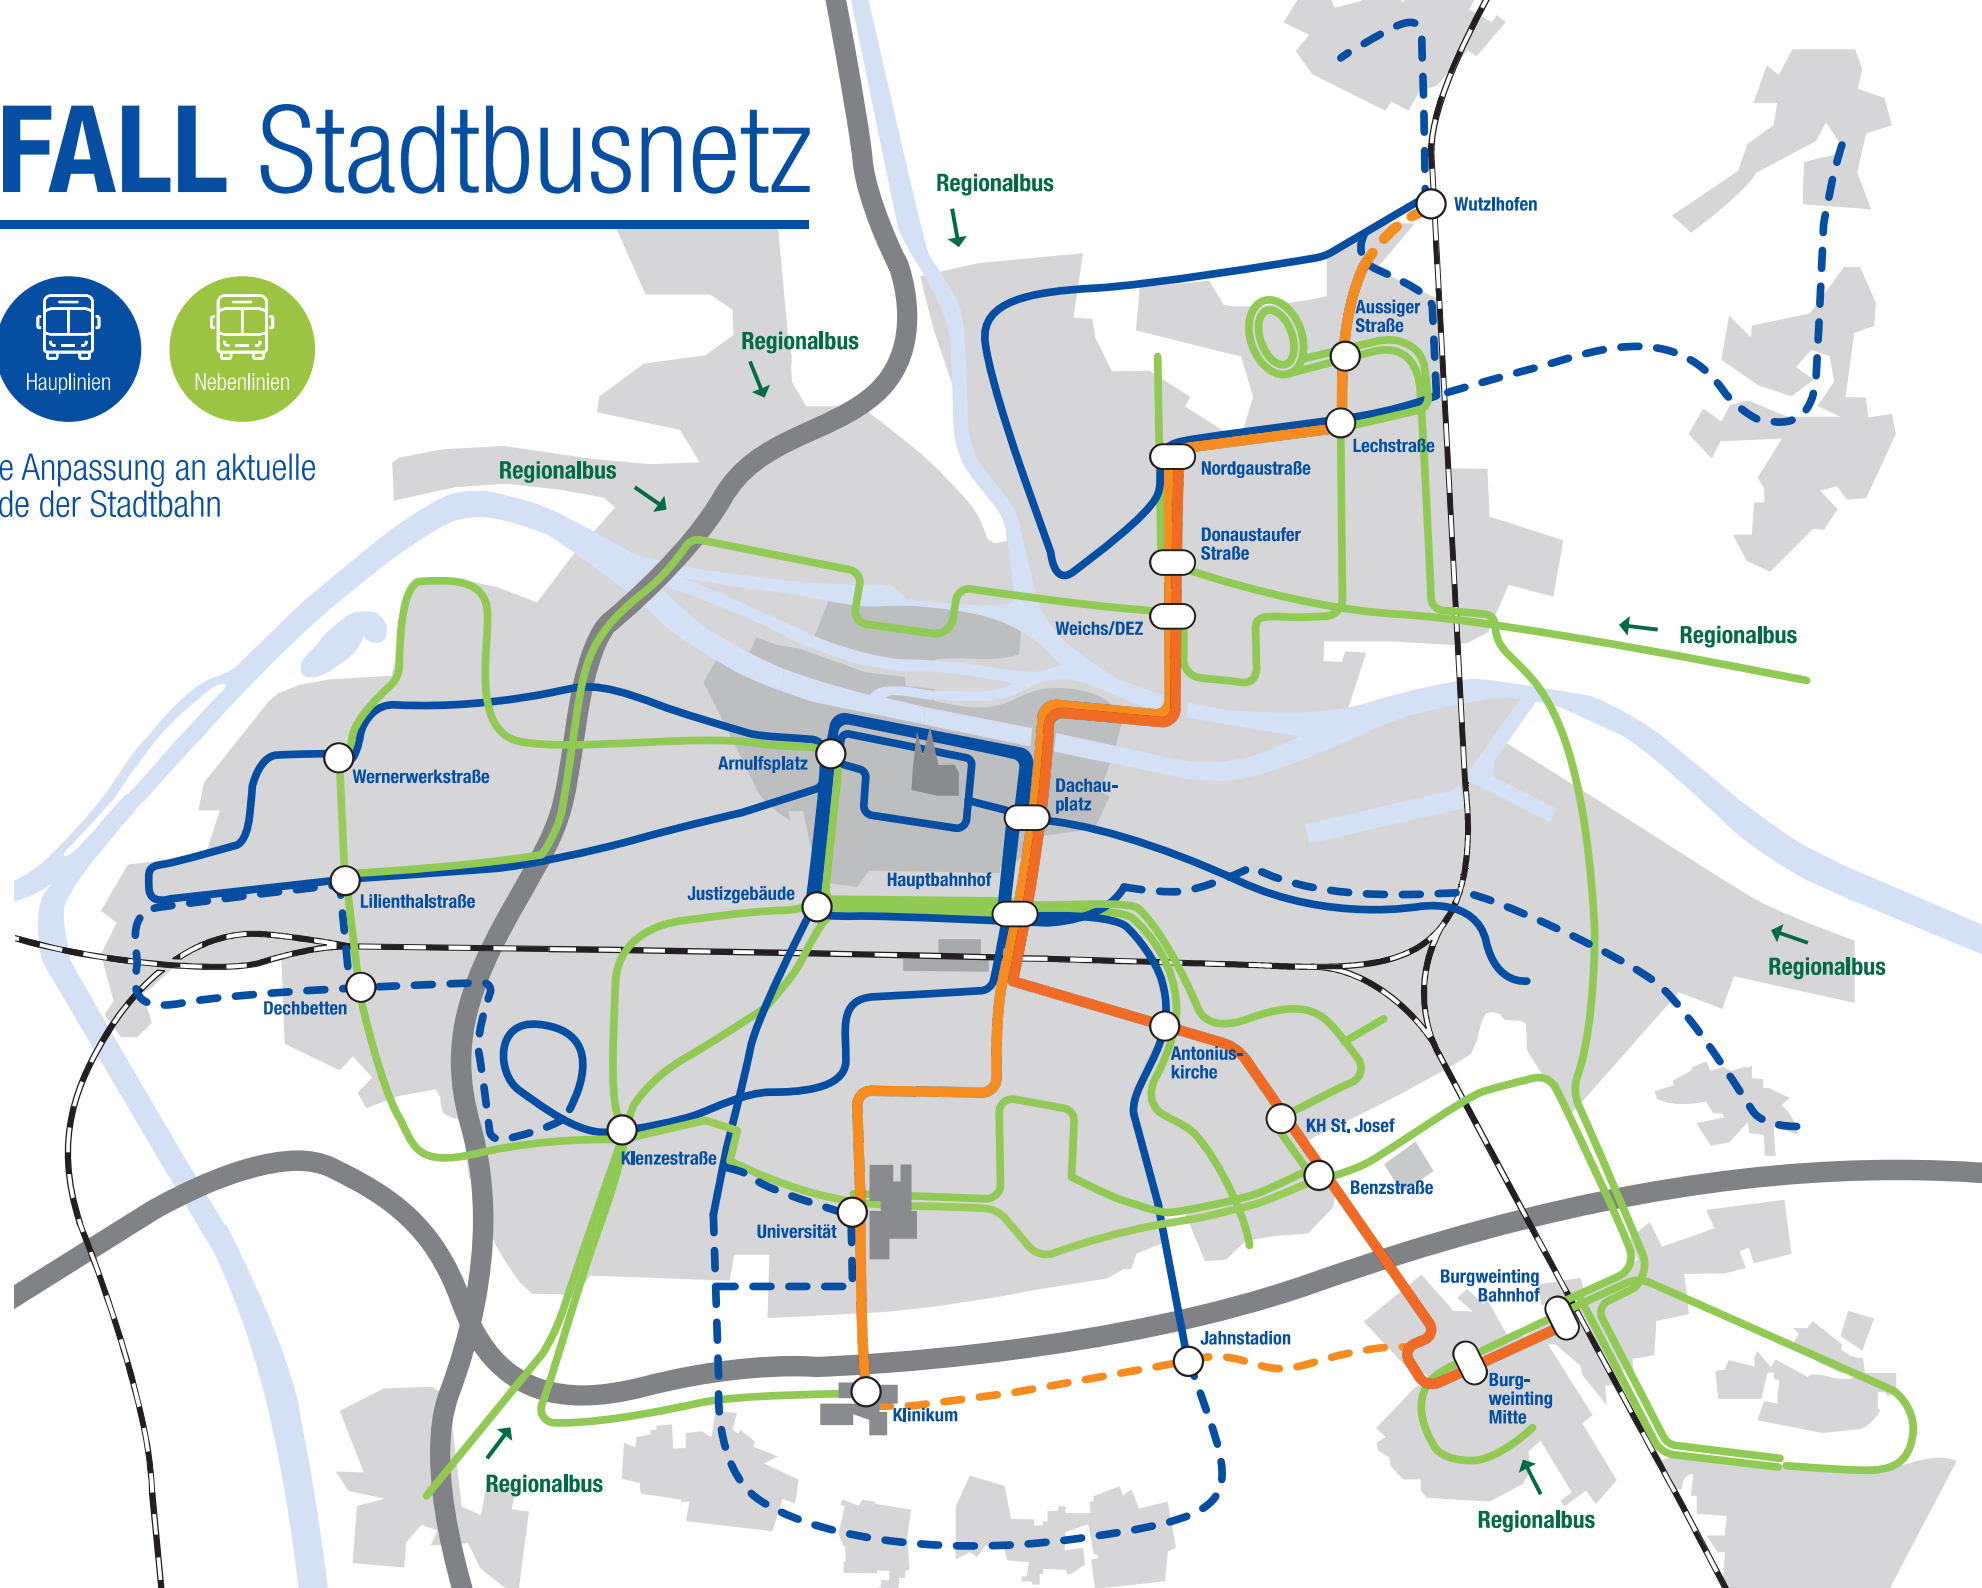 FALL Stadtbusnetz
Hauplinien
Nebenlinien
e Anpassung an aktuelle
de der Stadtbahn
Regionalbus
Regionalbus
Regionalbus
Wutzlhofen
Aussiger
Straße
Lechstraße
Nordgaustraße
Donaustaufer
Straße
Weichs/DEZ
Regionalbus
Arnulfsplatz
Wernerwerkstraße
Dachau-
platz
Hauptbahnhof
Justizgebäude
Lilienthalstraße
Regionalbus
Dechbetten
Antonius-
kirche
KH St. Josef
Klenzestraße
Benzstraße
Universität
Burgweinting
Bahnhof
Jahnstadion
Burg-
weinting
Mitte
Klinikum
Regionalbus
Regionalbus